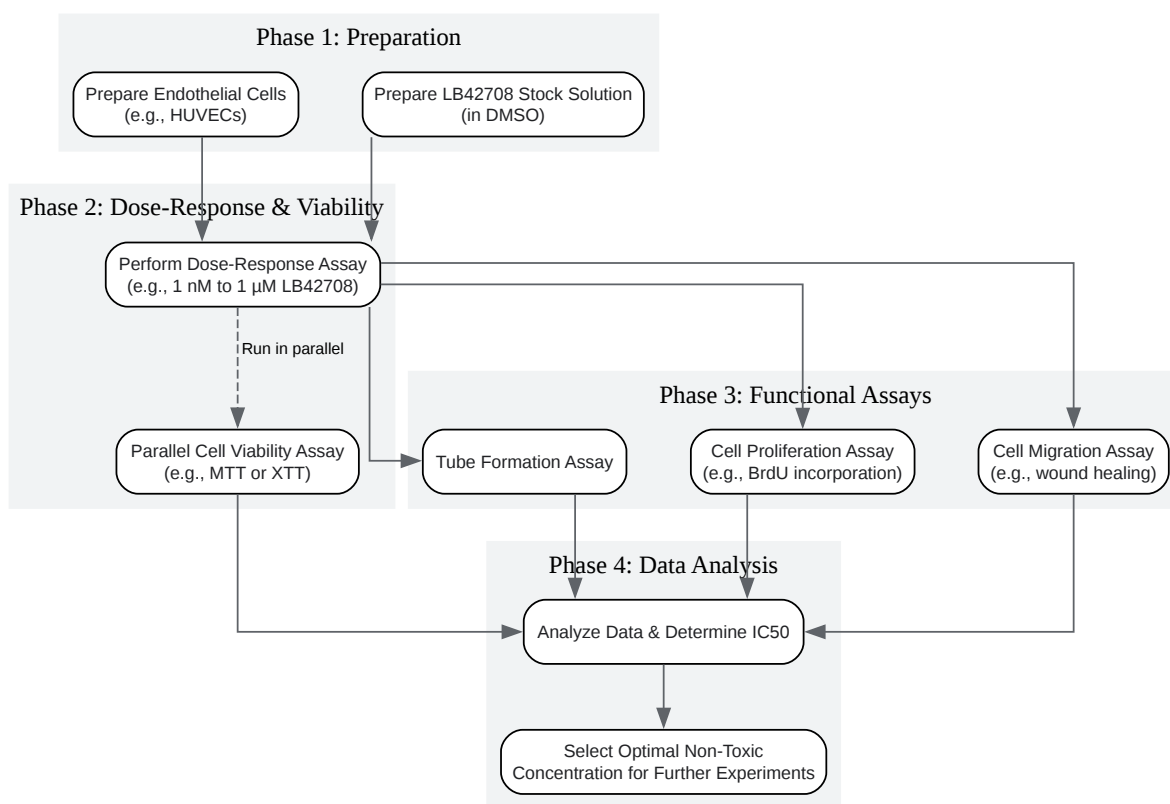 Phase 1: Preparation
Prepare Endothelial Cells
(e.g., HUVECs)
Prepare LB42708 Stock Solution
(in DMSO)
Phase 2: Dose-Response & Viability
Perform Dose-Response Assay
(e.g., 1 nM to 1 µM LB42708)
Run in parallel
Parallel Cell Viability Assay
(e.g., MTT or XTT)
Phase 3: Functional Assays
Tube Formation Assay
Cell Proliferation Assay
(e.g., BrdU incorporation)
Cell Migration Assay
(e.g., wound healing)
Phase 4: Data Analysis
Analyze Data & Determine IC50
Select Optimal Non-Toxic
Concentration for Further Experiments